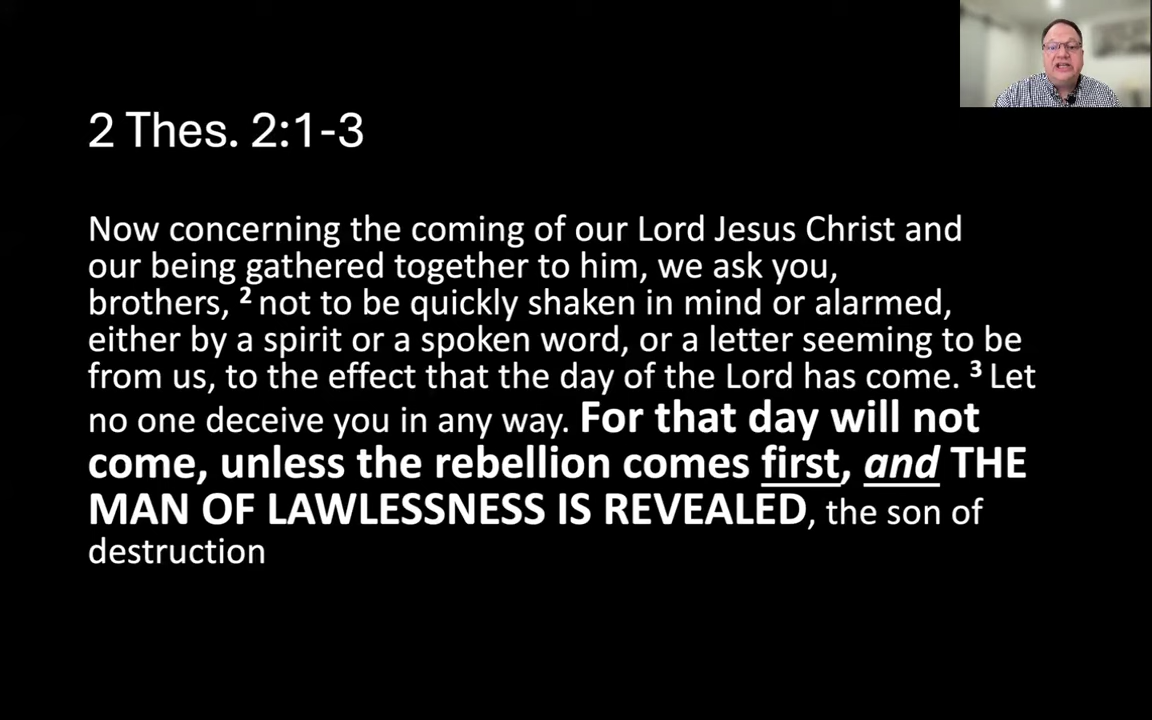 2 Thes. 2:1-3
Now concerning the coming of our Lord Jesus Christ and
our being gathered together to him, we ask you,
brothers, 2 not to be quickly shaken in mind or alarmed,
either by a spirit or a spoken word, or a letter seeming to be
from us, to the effect that the day of the Lord has come. 3 Let
no one deceive you in any way. For that day will not
come, unless the rebellion comes first, and THE
MAN OF LAWLESSNESS IS REVEALED, the son of
destruction